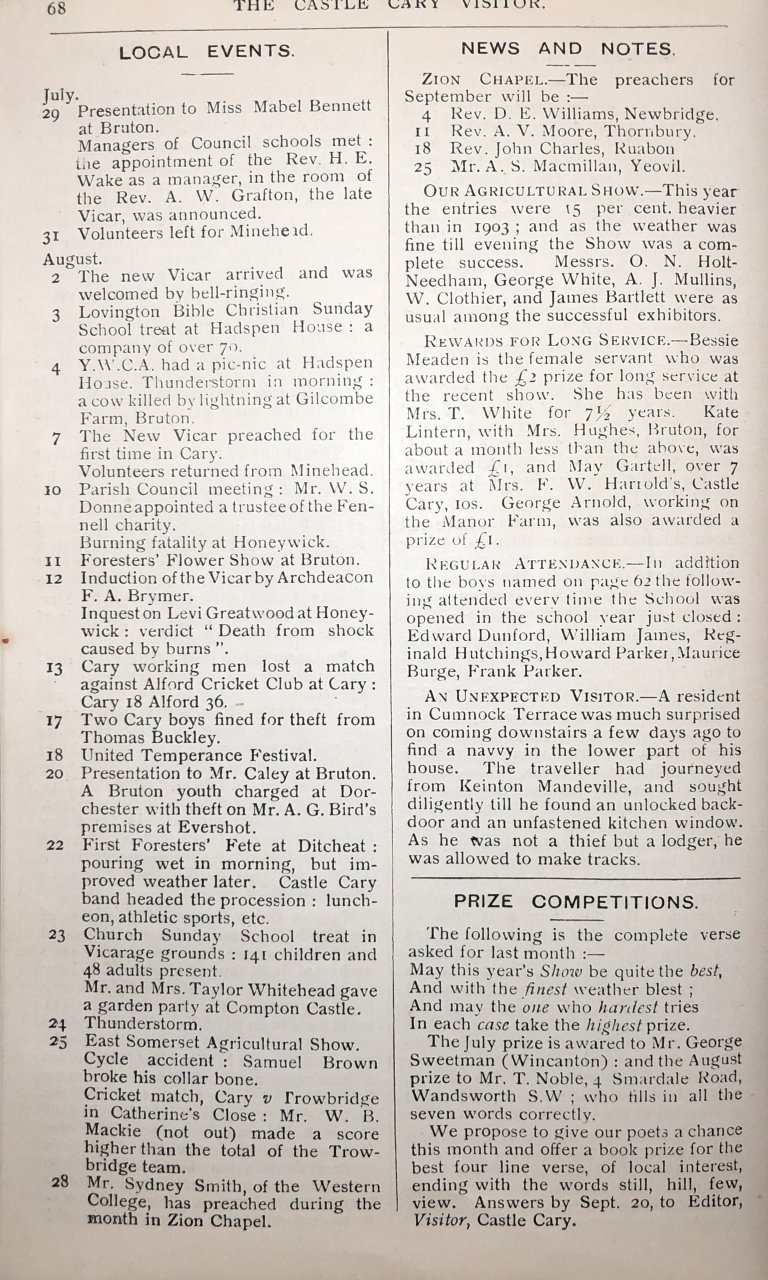 68
THE CASTLE CARY VISITOR.
LOCAL EVENTS.
July.
29 Presentation to Miss Mabel Bennett
at Bruton.
Managers of Council schools met :
the appointment of the Rev. H. E.
Wake as a manager, in the room of
the Rev. A. W. Grafton, the late
Vicar, was announced.
31 Volunteers left for Minehead.
August.
2 The new Vicar arrived and was
welcomed by bell-ringing.
3 Lovington Bible Christian Sunday
School treat at Hadspen House : a
company of over 70.
4 Y.W.C.A. had a pic-nic at Hadspen
House. Thunderstorm in morning :
a cow killed by lightning at Gilcombe
Farm, Bruton.
7 The New Vicar preached for the
first time in Cary.
Volunteers returned from Minehead.
10 Parish Council meeting : Mr. W. S.
Donne appointed a trustee of the Fen-
nell charity.
Burning fatality at Honeywick.
11 Foresters' Flower Show at Bruton.
12 Induction of the Vicar by Archdeacon
F. A. Brymer.
Inquest on Levi Greatwood at Honey-
wick : verdict “ Death from shock
caused by burns ”.
13 Cary working men lost a match
against Alford Cricket Club at Cary :
Cary 18 Alford 36.
17 Two Cary boys fined for theft from
Thomas Buckley.
18 United Temperance Festival.
20 Presentation to Mr. Caley at Bruton.
A Bruton youth charged at Dor-
chester with theft on Mr. A. G. Bird's
premises at Evershot.
22 First Foresters' Fete at Ditcheat :
pouring wet in morning, but im-
proved weather later. Castle Cary
band headed the procession : lunch-
eon, athletic sports, etc.
23 Church Sunday School treat in
Vicarage grounds : 141 children and
48 adults present.
Mr. and Mrs. Taylor Whitehead gave
a garden party at Compton Castle.
24 Thunderstorm.
25 East Somerset Agricultural Show.
Cycle accident : Samuel Brown
broke his collar bone.
Cricket match, Cary v Trowbridge
in Catherine's Close : Mr. W. B.
Mackie (not out) made a score
higher than the total of the Trow-
bridge team.
28 Mr. Sydney Smith, of the Western
College, has preached during the
month in Zion Chapel.
NEWS AND NOTES.
ZION CHAPEL.—The preachers for
September will be :—
4 Rev. D. E. Williams, Newbridge.
11 Rev. A. V. Moore, Thornbury.
18 Rev. John Charles, Ruabon
25 Mr. A. S. Macmillan, Yeovil.
OUR AGRICULTURAL SHOW.—This year
the entries were 15 per cent. heavier
than in 1903 ; and as the weather was
fine till evening the Show was a com-
plete success. Messrs. O. N. Holt-
Needham, George White, A. J. Mullins,
W. Clothier, and James Bartlett were as
usual among the successful exhibitors.
REWARDS FOR LONG SERVICE.—Bessie
Meaden is the female servant who was
awarded the £2 prize for long service at
the recent show. She has been with
Mrs. T. White for 7½ years. Kate
Lintern, with Mrs. Hughes, Bruton, for
about a month less than the above, was
awarded £1, and May Gartell, over 7
years at Mrs. F. W. Harrold's, Castle
Cary, 10s. George Arnold, working on
the Manor Farm, was also awarded a
prize of £1.
REGULAR ATTENDANCE.—In addition
to the boys named on page 62 the follow-
ing attended every time the School was
opened in the school year just closed :
Edward Dunford, William James, Reg-
inald Hutchings, Howard Parker, Maurice
Burge, Frank Parker.
AN UNEXPECTED VISITOR.—A resident
in Cumnock Terrace was much surprised
on coming downstairs a few days ago to
find a navvy in the lower part of his
house. The traveller had journeyed
from Keinton Mandeville, and sought
diligently till he found an unlocked back-
door and an unfastened kitchen window.
As he was not a thief but a lodger, he
was allowed to make tracks.
PRIZE COMPETITIONS.
The following is the complete verse
asked for last month :—
May this year's Show be quite the best,
And with the finest weather blest ;
And may the one who hardest tries
In each case take the highest prize.
The July prize is awared to Mr. George
Sweetman (Wincanton) : and the August
prize to Mr. T. Noble, 4 Smardale Road,
Wandsworth S.W ; who fills in all the
seven words correctly.
We propose to give our poets a chance
this month and offer a book prize for the
best four line verse, of local interest,
ending with the words still, hill, few,
view. Answers by Sept. 20, to Editor,
Visitor, Castle Cary.